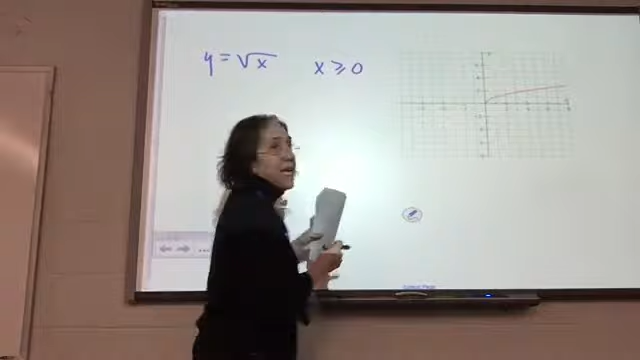 y = √x
x ≥ 0